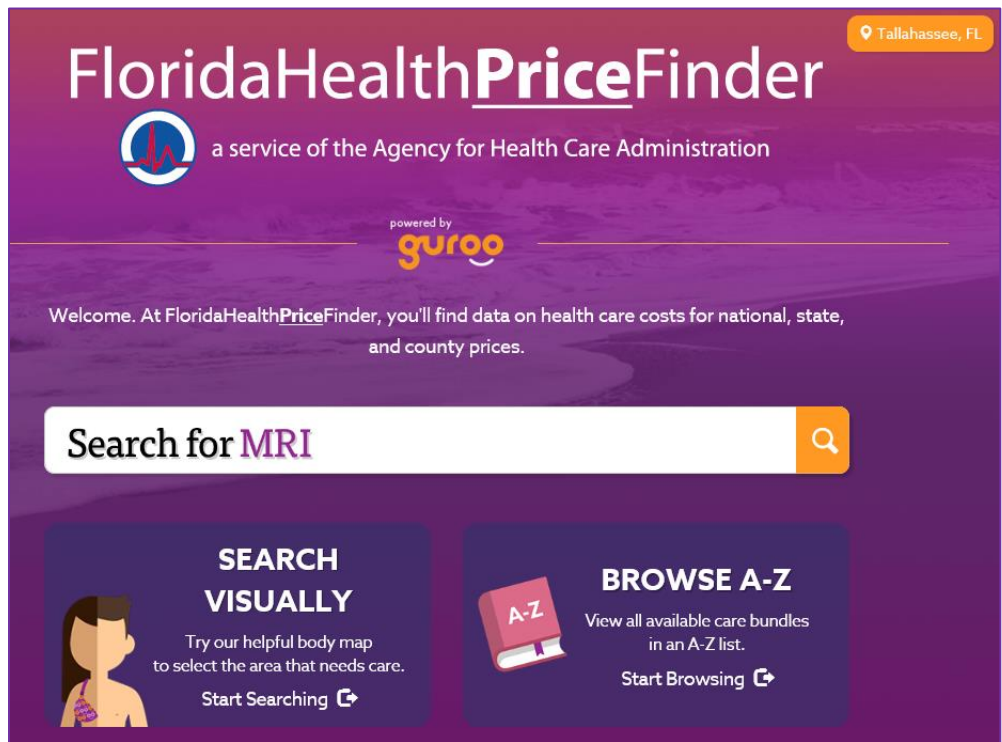 Tallahassee, FL
FloridaHealthPriceFinder
a service of the Agency for Health Care Administration
powered by
guroo
Welcome. At FloridaHealthPriceFinder, you'll find data on health care costs for national, state,
and county prices.
Search for MRI
SEARCH
VISUALLY
Try our helpful body map
to select the area that needs care.
Start Searching
A-Z
BROWSE A-Z
View all available care bundles
in an A-Z list.
Start Browsing